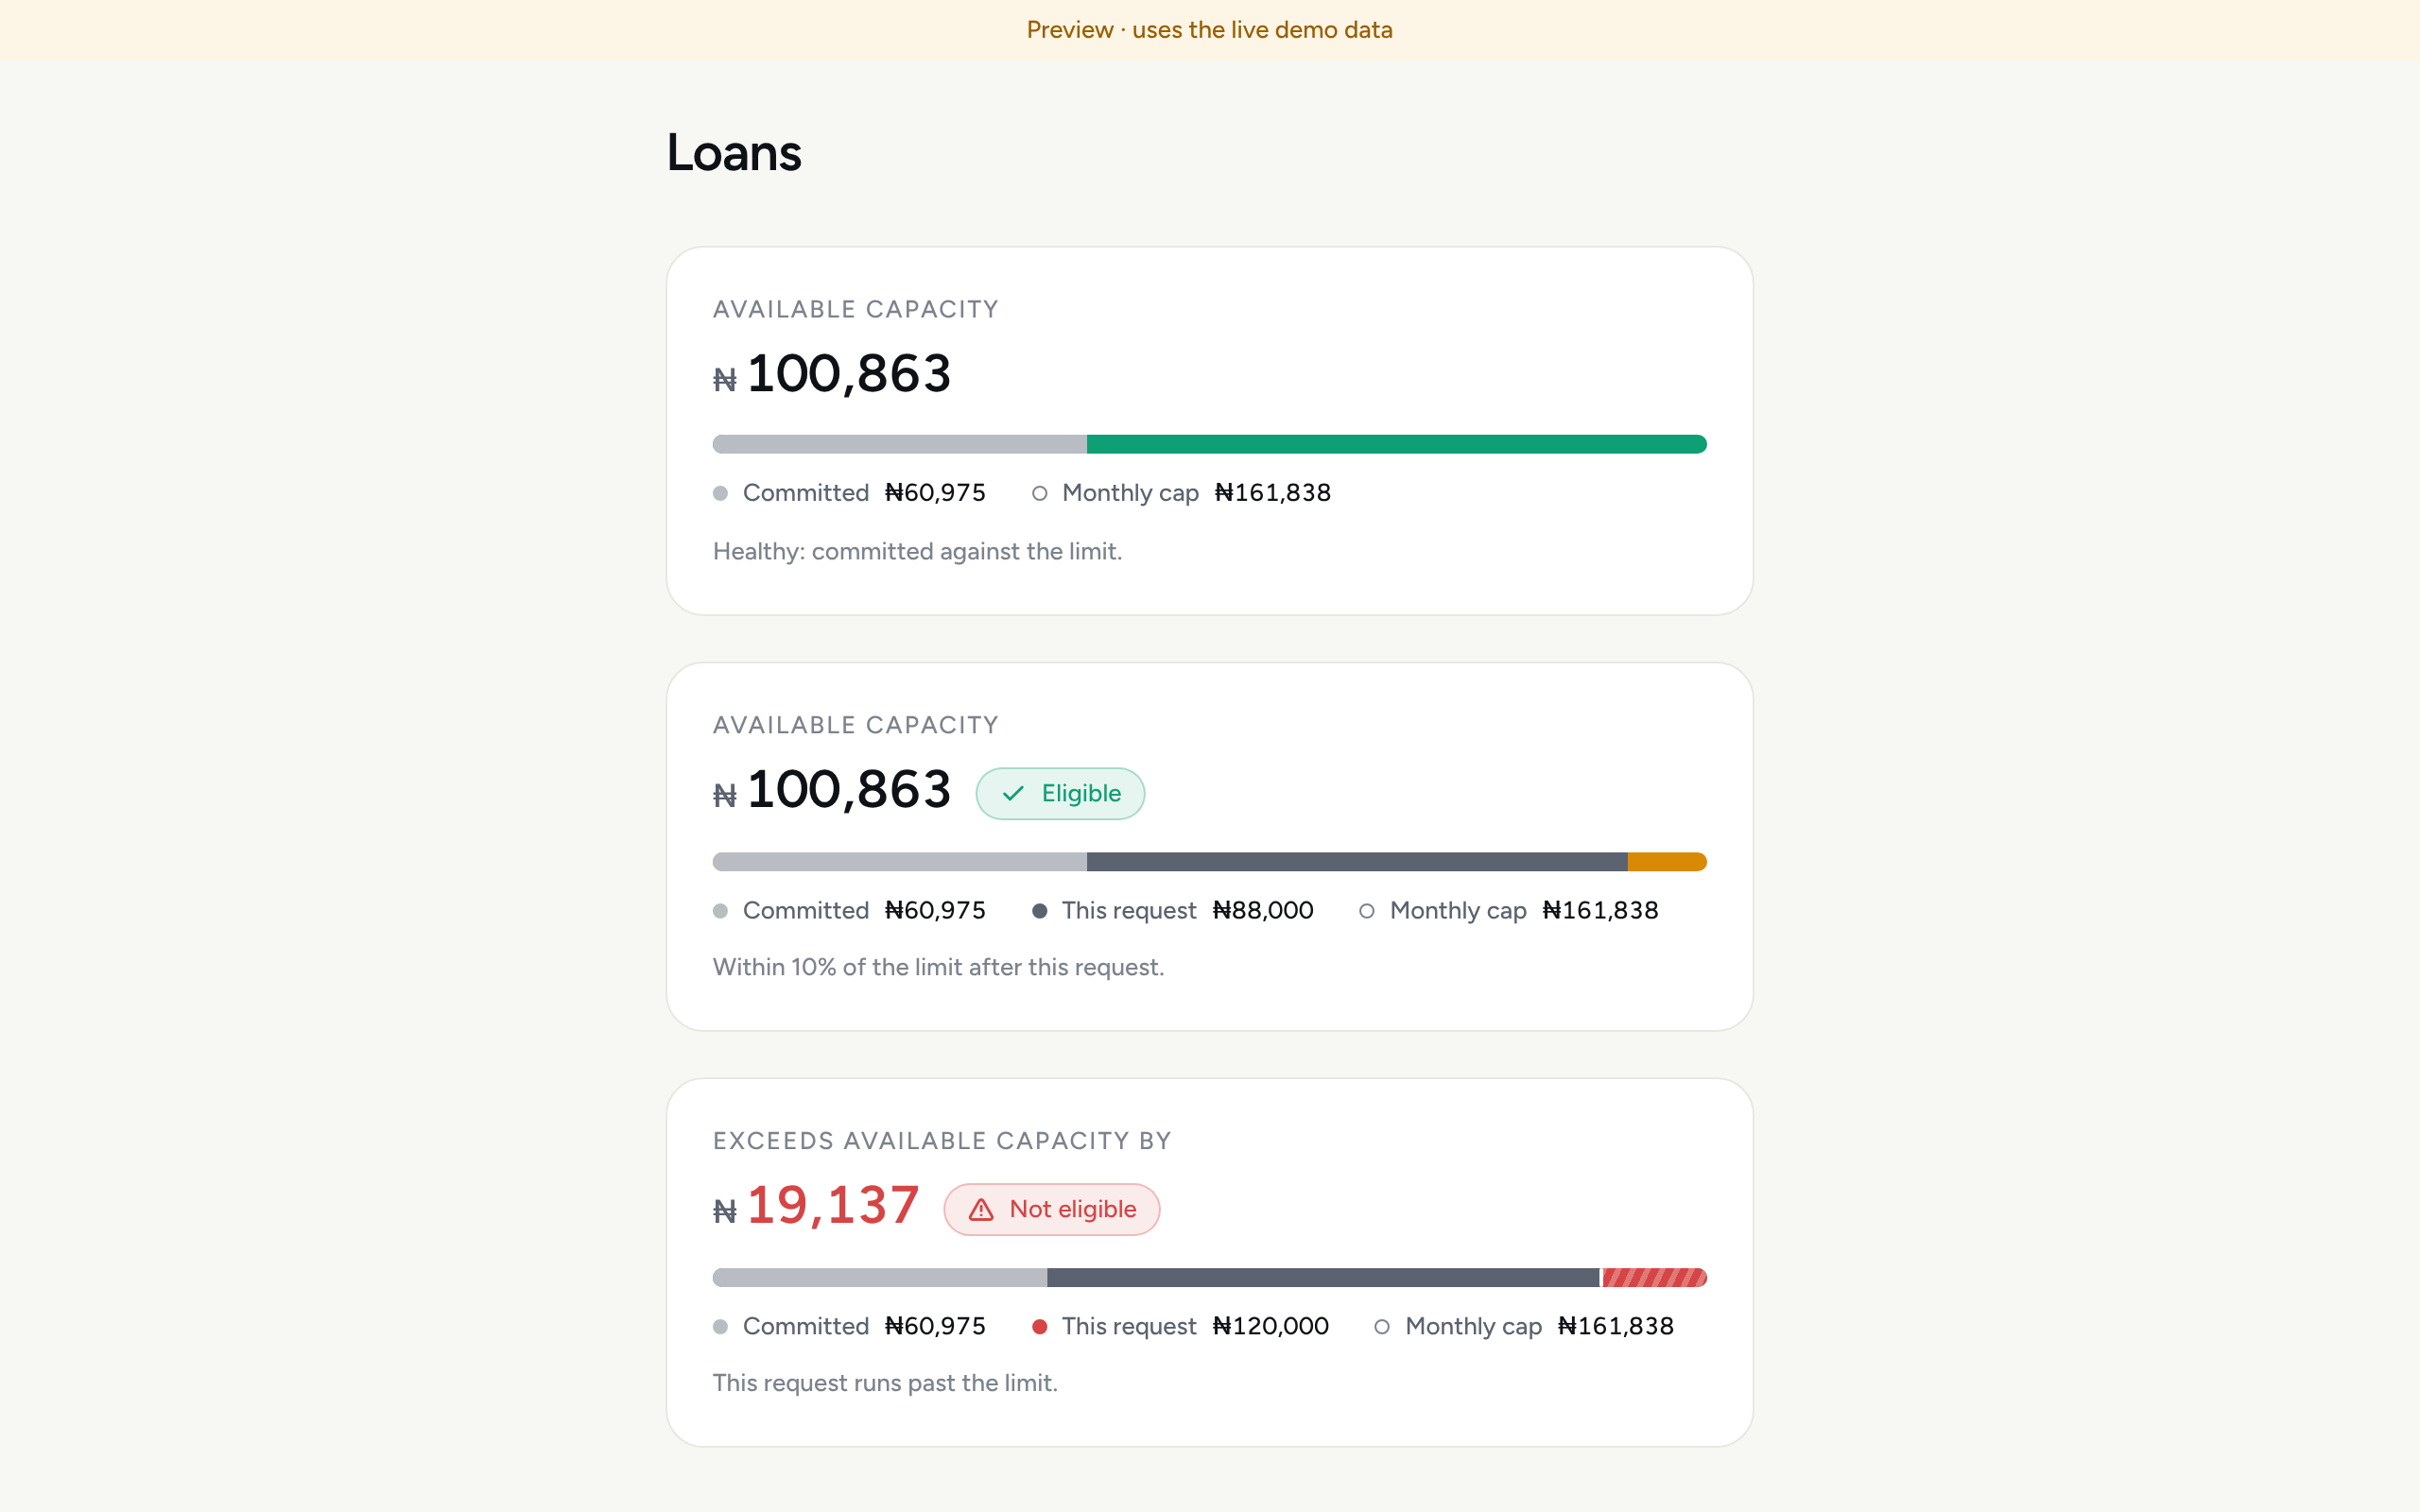 Preview · uses the live demo data
Loans
AVAILABLE CAPACITY
₦ 100,863
Committed ₦60,975 Monthly cap ₦161,838
Healthy: committed against the limit.
AVAILABLE CAPACITY
₦ 100,863 Eligible
Committed ₦60,975 This request ₦88,000 Monthly cap ₦161,838
Within 10% of the limit after this request.
EXCEEDS AVAILABLE CAPACITY BY
₦ 19,137 Not eligible
Committed ₦60,975 This request ₦120,000 Monthly cap ₦161,838
This request runs past the limit.